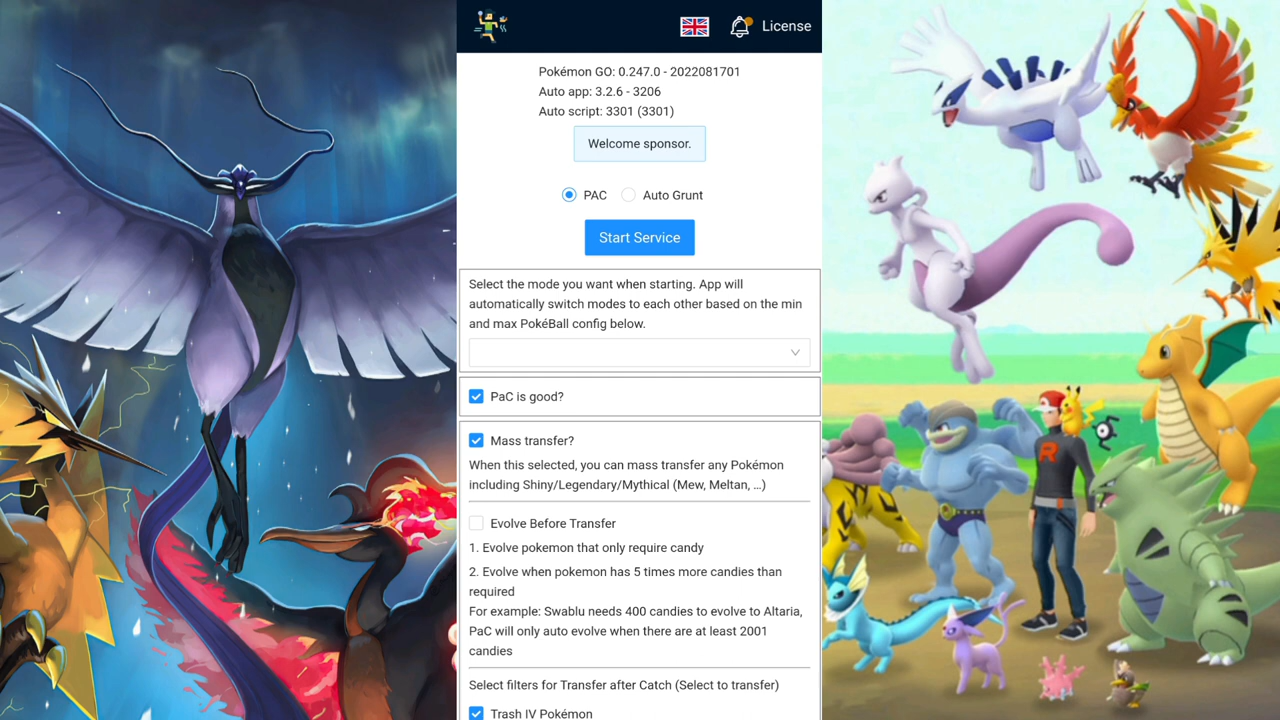 License
Pokémon GO: 0.247.0 - 2022081701
Auto app: 3.2.6 - 3206
Auto script: 3301 (3301)
Welcome sponsor.
PAC Auto Grunt
Start Service
Select the mode you want when starting. App will
automatically switch modes to each other based on the min
and max PokéBall config below.
PaC is good?
Mass transfer?
When this selected, you can mass transfer any Pokémon
including Shiny/Legendary/Mythical (Mew, Meltan, …)
Evolve Before Transfer
1. Evolve pokemon that only require candy
2. Evolve when pokemon has 5 times more candies than
required
For example: Swablu needs 400 candies to evolve to Altaria,
PaC will only auto evolve when there are at least 2001
candies
Select filters for Transfer after Catch (Select to transfer)
Trash IV Pokémon
R